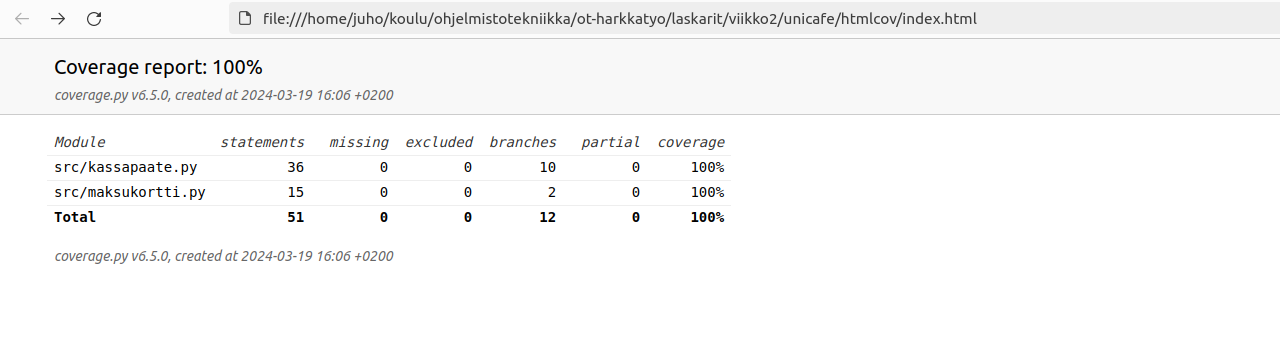 file:///home/juho/koulu/ohjelmistotekniikka/ot-harkkatyo/laskarit/viikko2/unicafe/htmlcov/index.html
Coverage report: 100%
coverage.py v6.5.0, created at 2024-03-19 16:06 +0200
Module statements missing excluded branches partial coverage
src/kassapaate.py 36 0 0 10 0 100%
src/maksukortti.py 15 0 0 2 0 100%
Total 51 0 0 12 0 100%
coverage.py v6.5.0, created at 2024-03-19 16:06 +0200